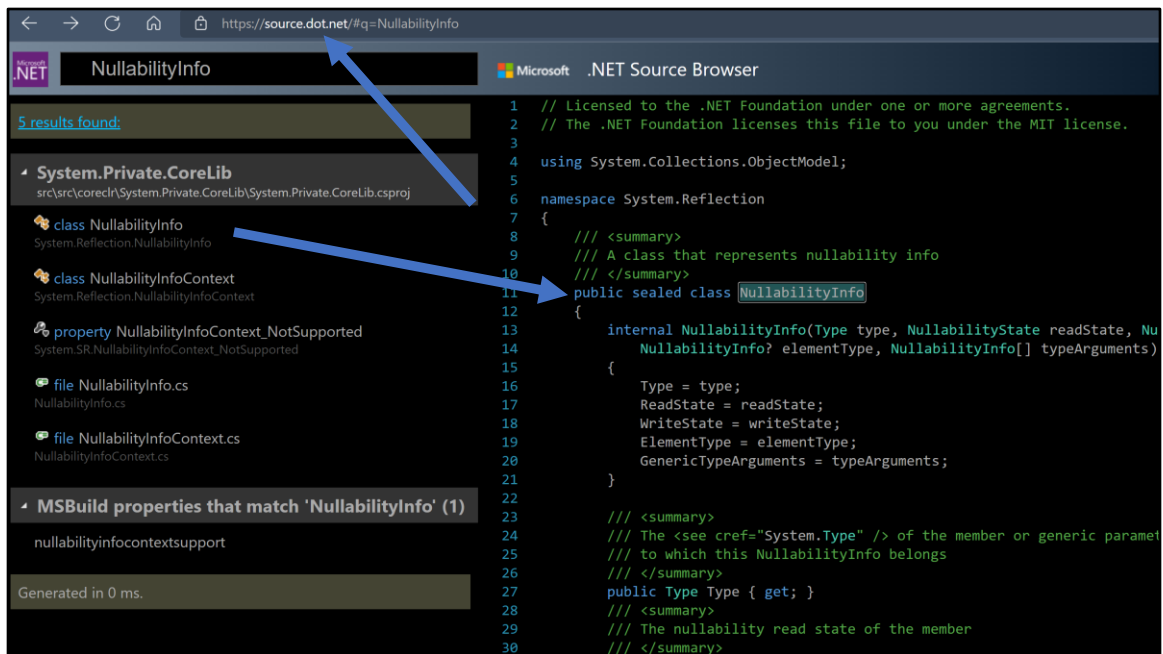 https://source.dot.net/#q=NullabilityInfo
Microsoft
.NET
NullabilityInfo
Microsoft .NET Source Browser
5 results found:
System.Private.CoreLib
src\src\coreclr\System.Private.CoreLib\System.Private.CoreLib.csproj
class NullabilityInfo
System.Reflection.NullabilityInfo
class NullabilityInfoContext
System.Reflection.NullabilityInfoContext
property NullabilityInfoContext_NotSupported
System.SR.NullabilityInfoContext_NotSupported
file NullabilityInfo.cs
NullabilityInfo.cs
file NullabilityInfoContext.cs
NullabilityInfoContext.cs
MSBuild properties that match 'NullabilityInfo' (1)
nullabilityinfocontextsupport
Generated in 0 ms.
1 // Licensed to the .NET Foundation under one or more agreements.
2 // The .NET Foundation licenses this file to you under the MIT license.
3
4 using System.Collections.ObjectModel;
5
6 namespace System.Reflection
7 {
8 /// <summary>
9 /// A class that represents nullability info
10 /// </summary>
11 public sealed class NullabilityInfo
12 {
13 internal NullabilityInfo(Type type, NullabilityState readState, Nu
14 NullabilityInfo? elementType, NullabilityInfo[] typeArguments)
15 {
16 Type = type;
17 ReadState = readState;
18 WriteState = writeState;
19 ElementType = elementType;
20 GenericTypeArguments = typeArguments;
21 }
22
23 /// <summary>
24 /// The <see cref="System.Type" /> of the member or generic paramet
25 /// to which this NullabilityInfo belongs
26 /// </summary>
27 public Type Type { get; }
28 /// <summary>
29 /// The nullability read state of the member
30 /// </summary>